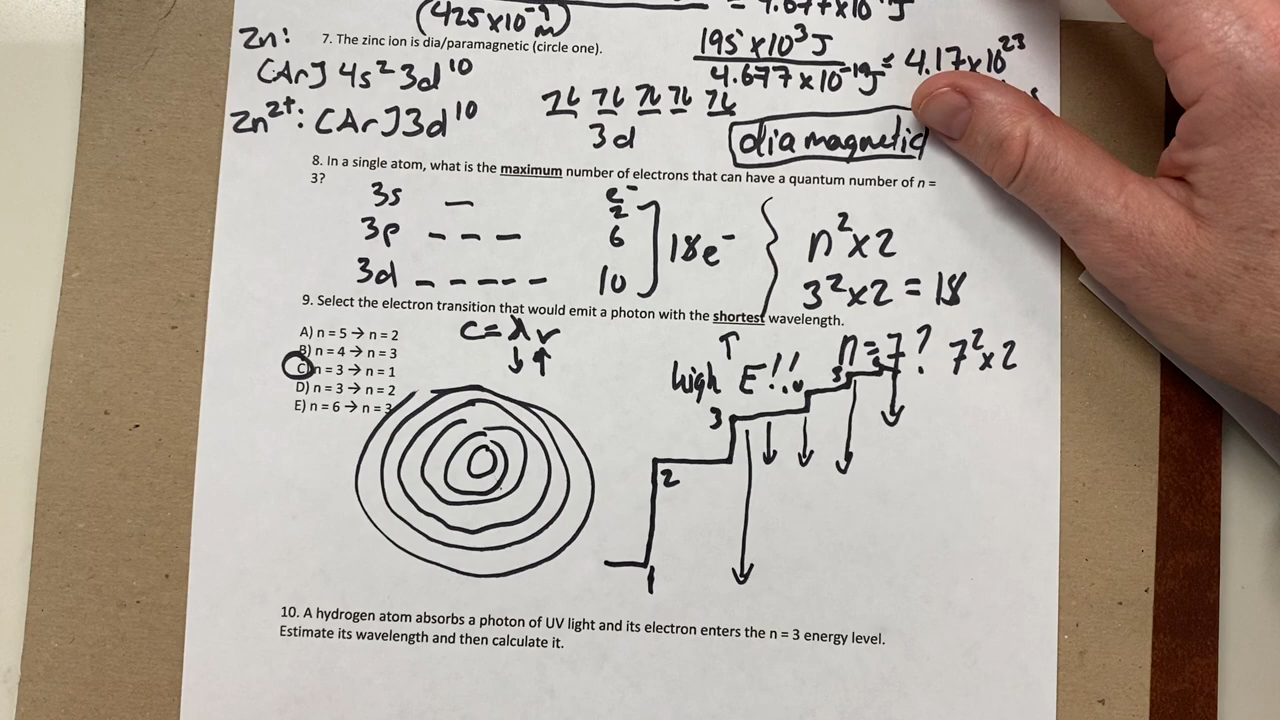 (425x10⁻⁹ m)
Zn:
7. The zinc ion is dia/paramagnetic (circle one).
195x10³J
4.677x10⁻¹⁹J = 4.17x10²³
[Ar] 4s² 3d¹⁰
Zn²⁺: [Ar] 3d¹⁰
3d
diamagnetic
8. In a single atom, what is the maximum number of electrons that can have a quantum number of n =
3?
3s 2
e⁻
3p 6
3d 10
18e⁻
n²x2
3²x2 = 18
9. Select the electron transition that would emit a photon with the shortest wavelength.
A) n = 5 → n = 2
B) n = 4 → n = 3
C) n = 3 → n = 1
D) n = 3 → n = 2
E) n = 6 → n = 3
c=λν
↓↑
↑
high E!!
n=7? 7²x2
3
2
1
10. A hydrogen atom absorbs a photon of UV light and its electron enters the n = 3 energy level.
Estimate its wavelength and then calculate it.